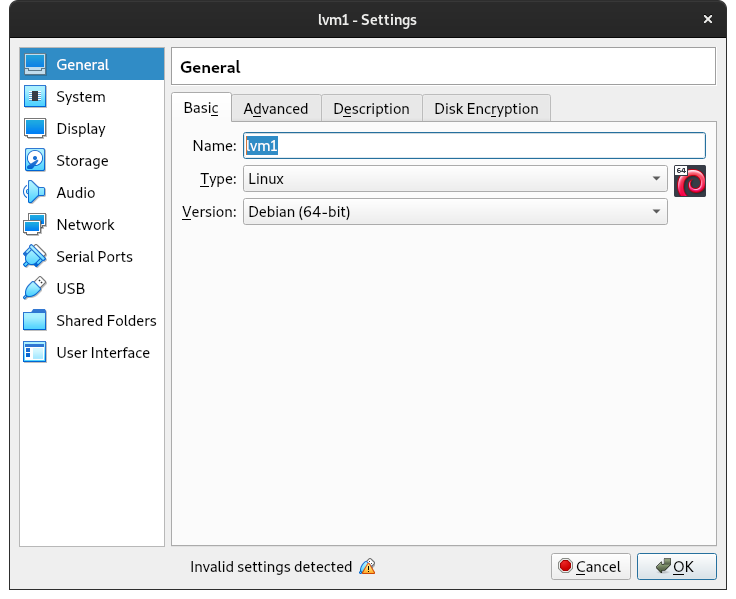 lvm1 - Settings
General
System
Display
Storage
Audio
Network
Serial Ports
USB
Shared Folders
User Interface
General
Basic Advanced Description Disk Encryption
Name: lvm1
Type: Linux
64
Version: Debian (64-bit)
Invalid settings detected
Cancel OK